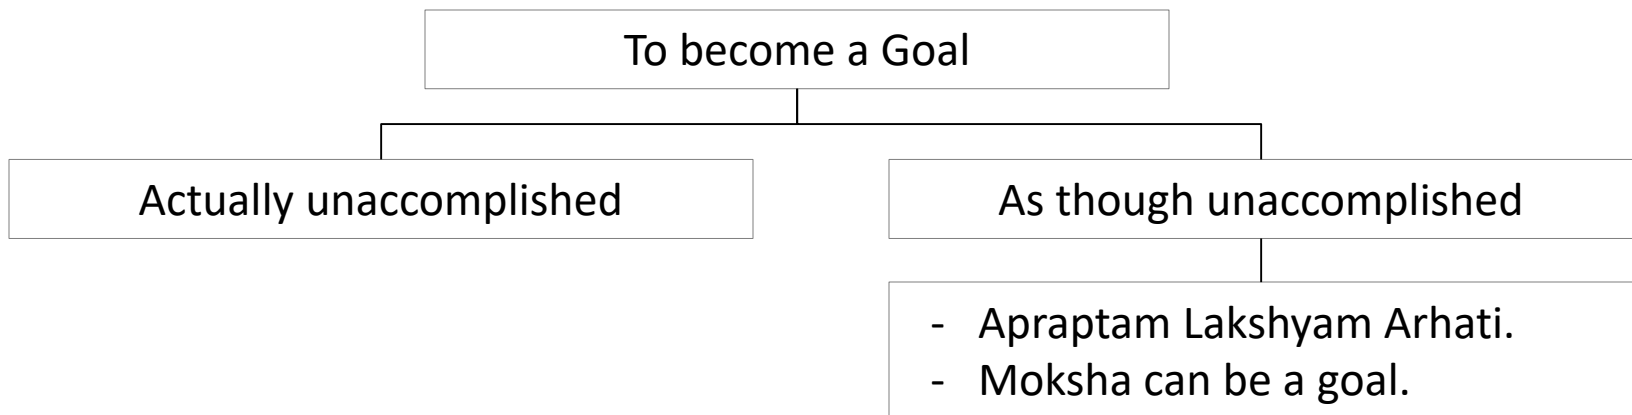 To become a Goal
Actually unaccomplished
As though unaccomplished
- Apraptam Lakshyam Arhati.
- Moksha can be a goal.